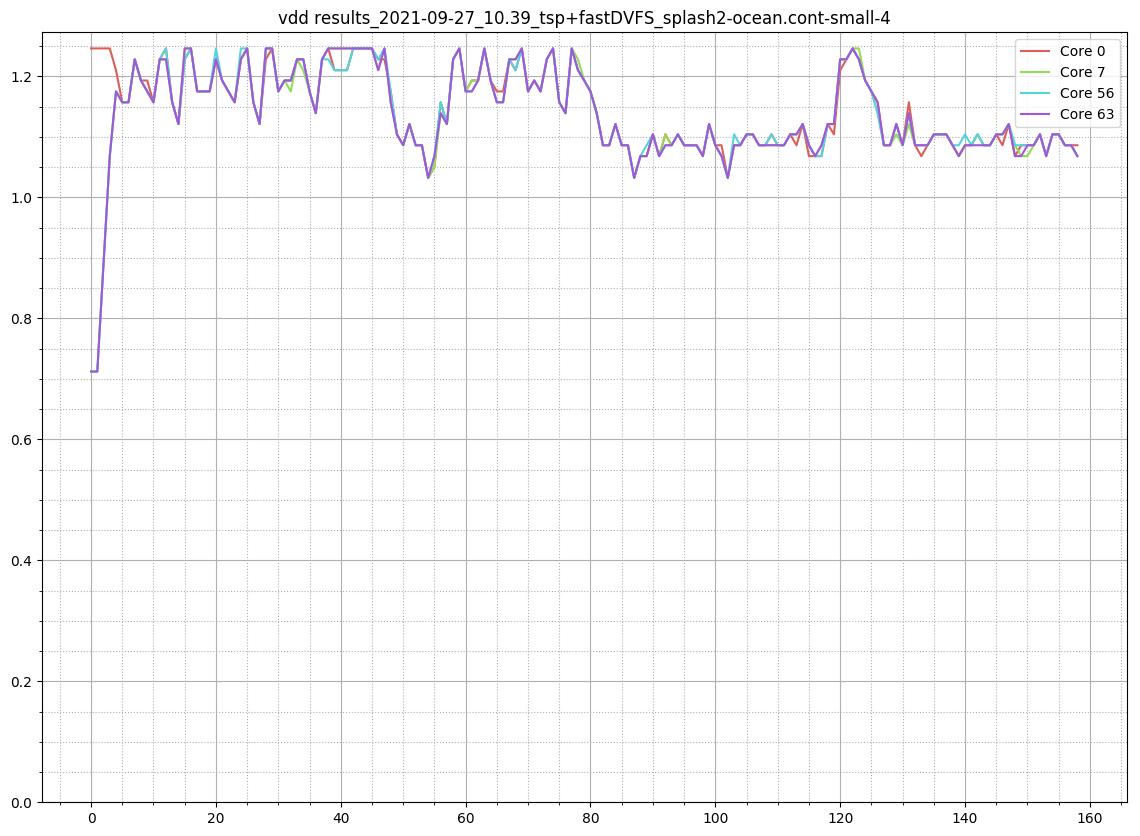 vdd results_2021-09-27_10.39_tsp+fastDVFS_splash2-ocean.cont-small-4
Core 0
Core 7
Core 56
Core 63
1.2
1.0
0.8
0.6
0.4
0.2
0.0
0 20 40 60 80 100 120 140 160